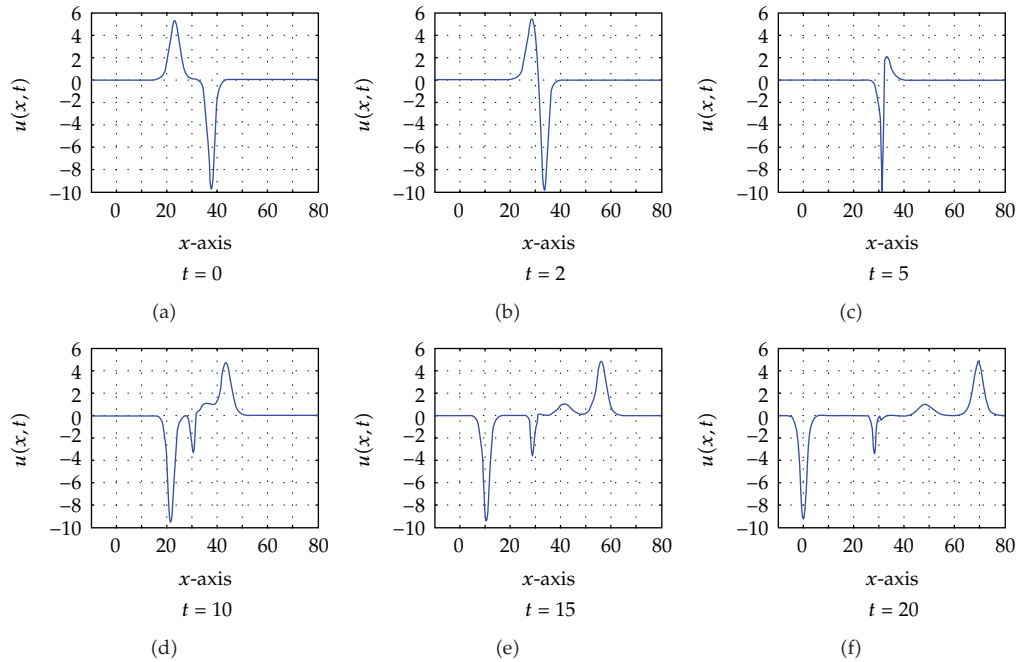 6
4
2
0
−2
−4
−6
−8
−10
0 20 40 60 80
u(x, t)
x-axis
t = 0
(a)
6
4
2
0
−2
−4
−6
−8
−10
0 20 40 60 80
u(x, t)
x-axis
t = 2
(b)
6
4
2
0
−2
−4
−6
−8
−10
0 20 40 60 80
u(x, t)
x-axis
t = 5
(c)
6
4
2
0
−2
−4
−6
−8
−10
0 20 40 60 80
u(x, t)
x-axis
t = 10
(d)
6
4
2
0
−2
−4
−6
−8
−10
0 20 40 60 80
u(x, t)
x-axis
t = 15
(e)
6
4
2
0
−2
−4
−6
−8
−10
0 20 40 60 80
u(x, t)
x-axis
t = 20
(f)